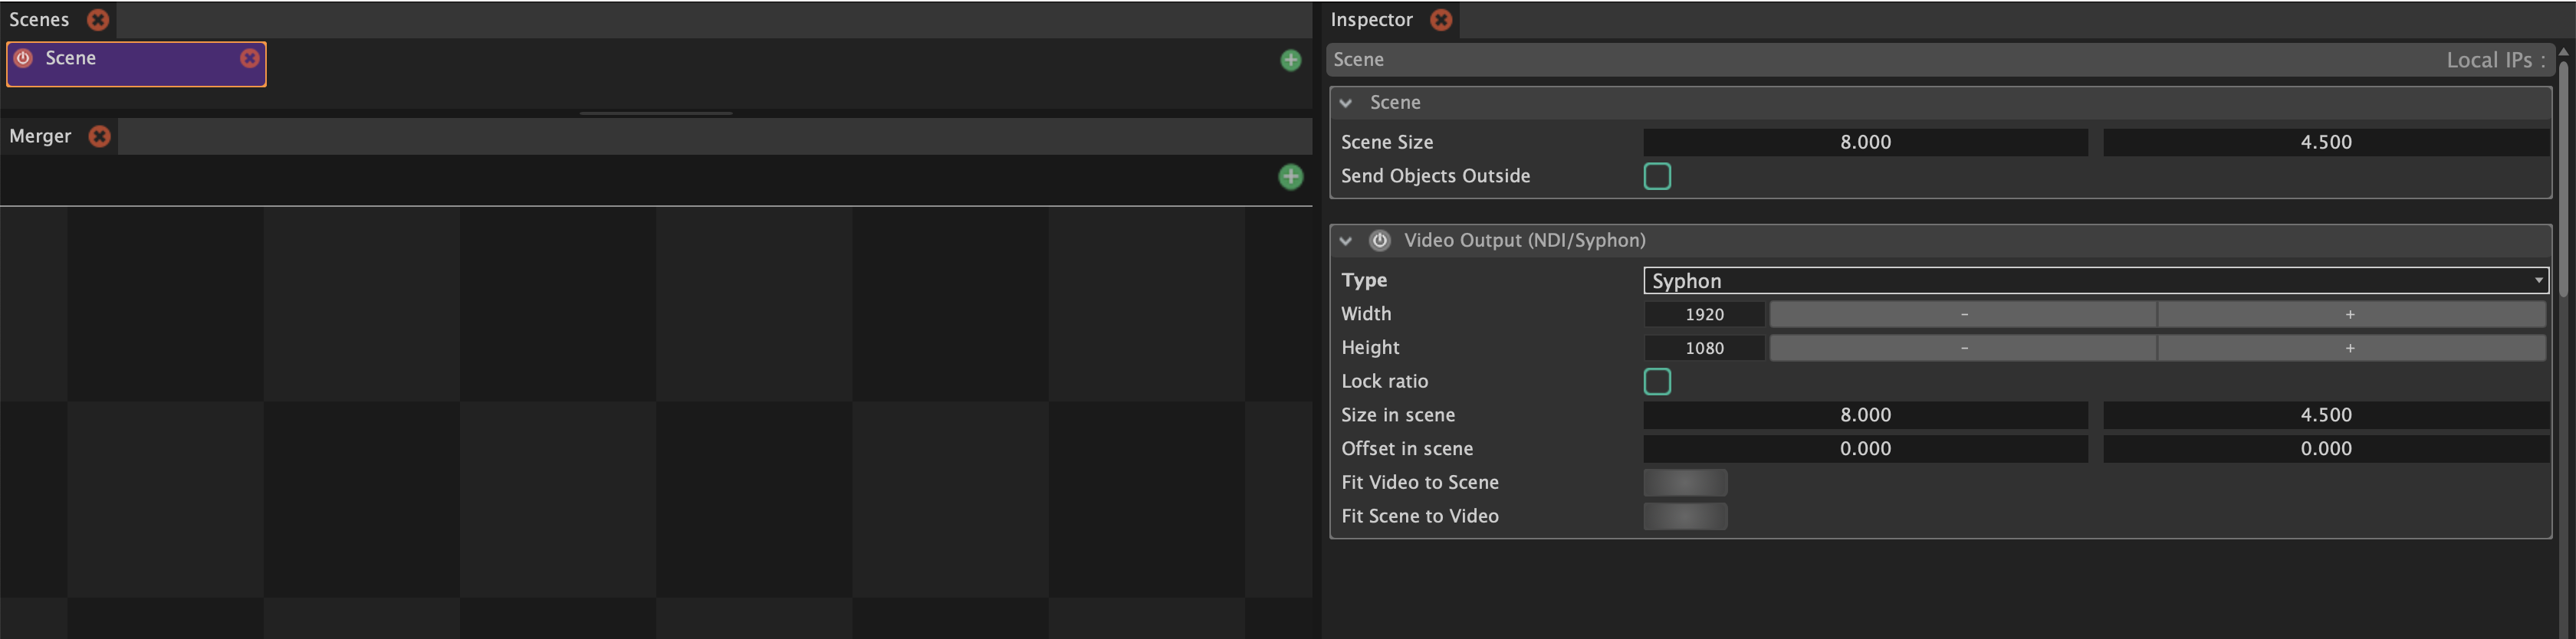 Scenes
Scene
Merger
Inspector
Scene Local IPs :
Scene
Scene Size 8.000 4.500
Send Objects Outside
Video Output (NDI/Syphon)
Type Syphon
Width 1920 - +
Height 1080 - +
Lock ratio
Size in scene 8.000 4.500
Offset in scene 0.000 0.000
Fit Video to Scene
Fit Scene to Video